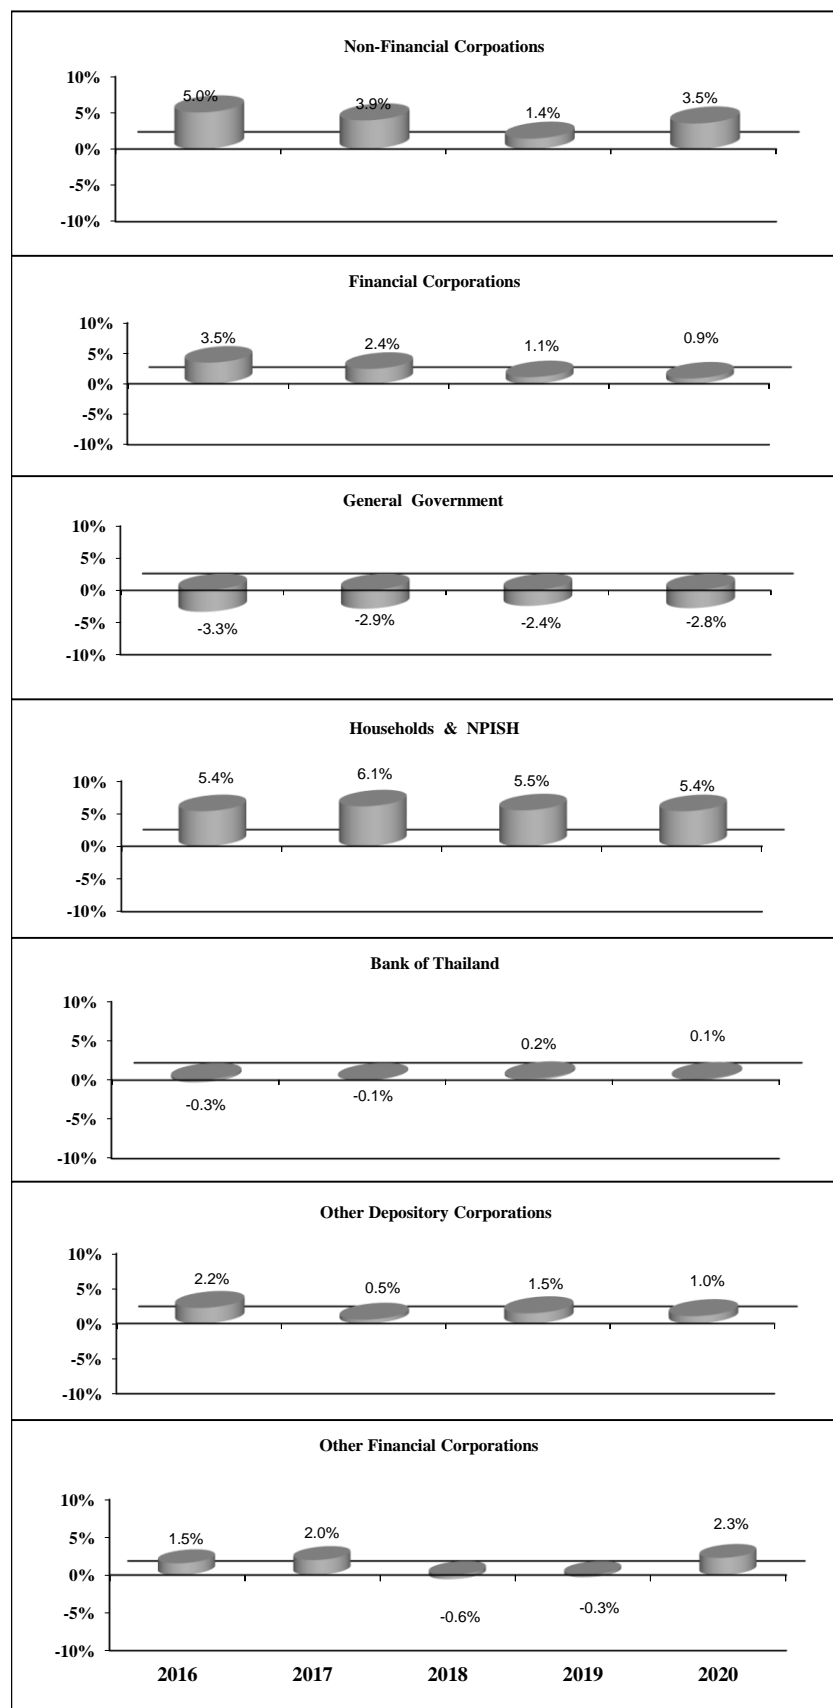 Non-Financial Corpoations
10%
5%
0%
-5%
-10%
5.0% 3.9% 1.4% 3.5%
Financial Corporations
10%
5%
0%
-5%
-10%
3.5% 2.4% 1.1% 0.9%
General Government
10%
5%
0%
-5%
-10%
-3.3% -2.9% -2.4% -2.8%
Households & NPISH
10%
5%
0%
-5%
-10%
5.4% 6.1% 5.5% 5.4%
Bank of Thailand
10%
5%
0%
-5%
-10%
-0.3% -0.1% 0.2% 0.1%
Other Depository Corporations
10%
5%
0%
-5%
-10%
2.2% 0.5% 1.5% 1.0%
Other Financial Corporations
10%
5%
0%
-5%
-10%
1.5% 2.0% -0.6% -0.3% 2.3%
2016 2017 2018 2019 2020